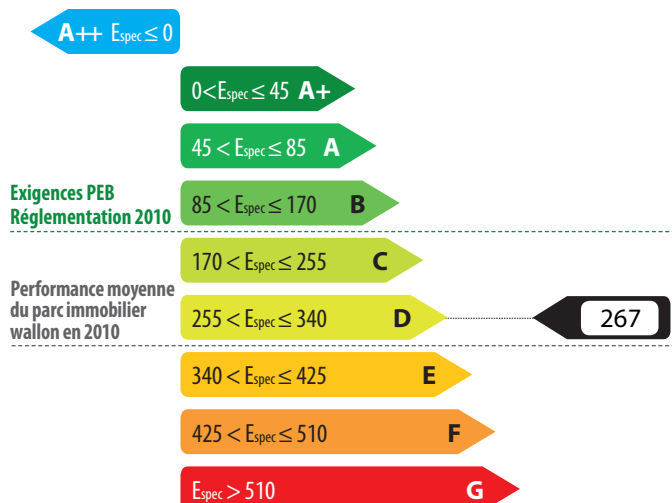 A++ Espec ≤ 0
0<Espec ≤ 45 A+
45 < Espec ≤ 85 A
Exigences PEB
Réglementation 2010
85 < Espec ≤ 170 B
170 < Espec ≤ 255 C
Performance moyenne
du parc immobilier
wallon en 2010
255 < Espec ≤ 340 D
267
340 < Espec ≤ 425 E
425 < Espec ≤ 510 F
Espec > 510 G